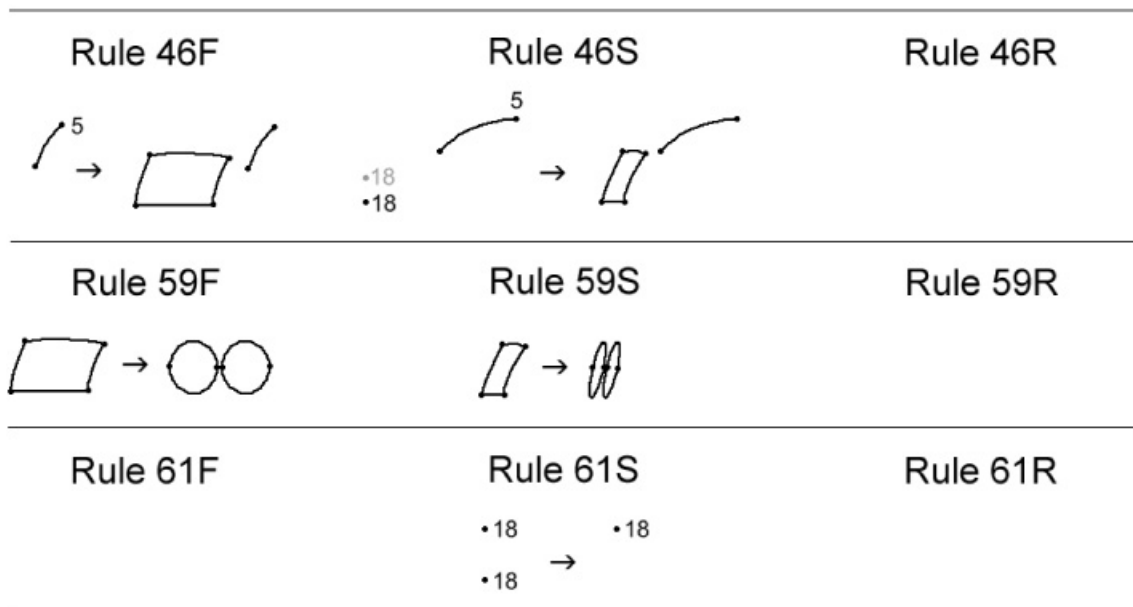 Rule 46F Rule 46S Rule 46R
5 5
→ →
•18
•18
Rule 59F Rule 59S Rule 59R
→ →
Rule 61F Rule 61S Rule 61R
•18 •18
→
•18